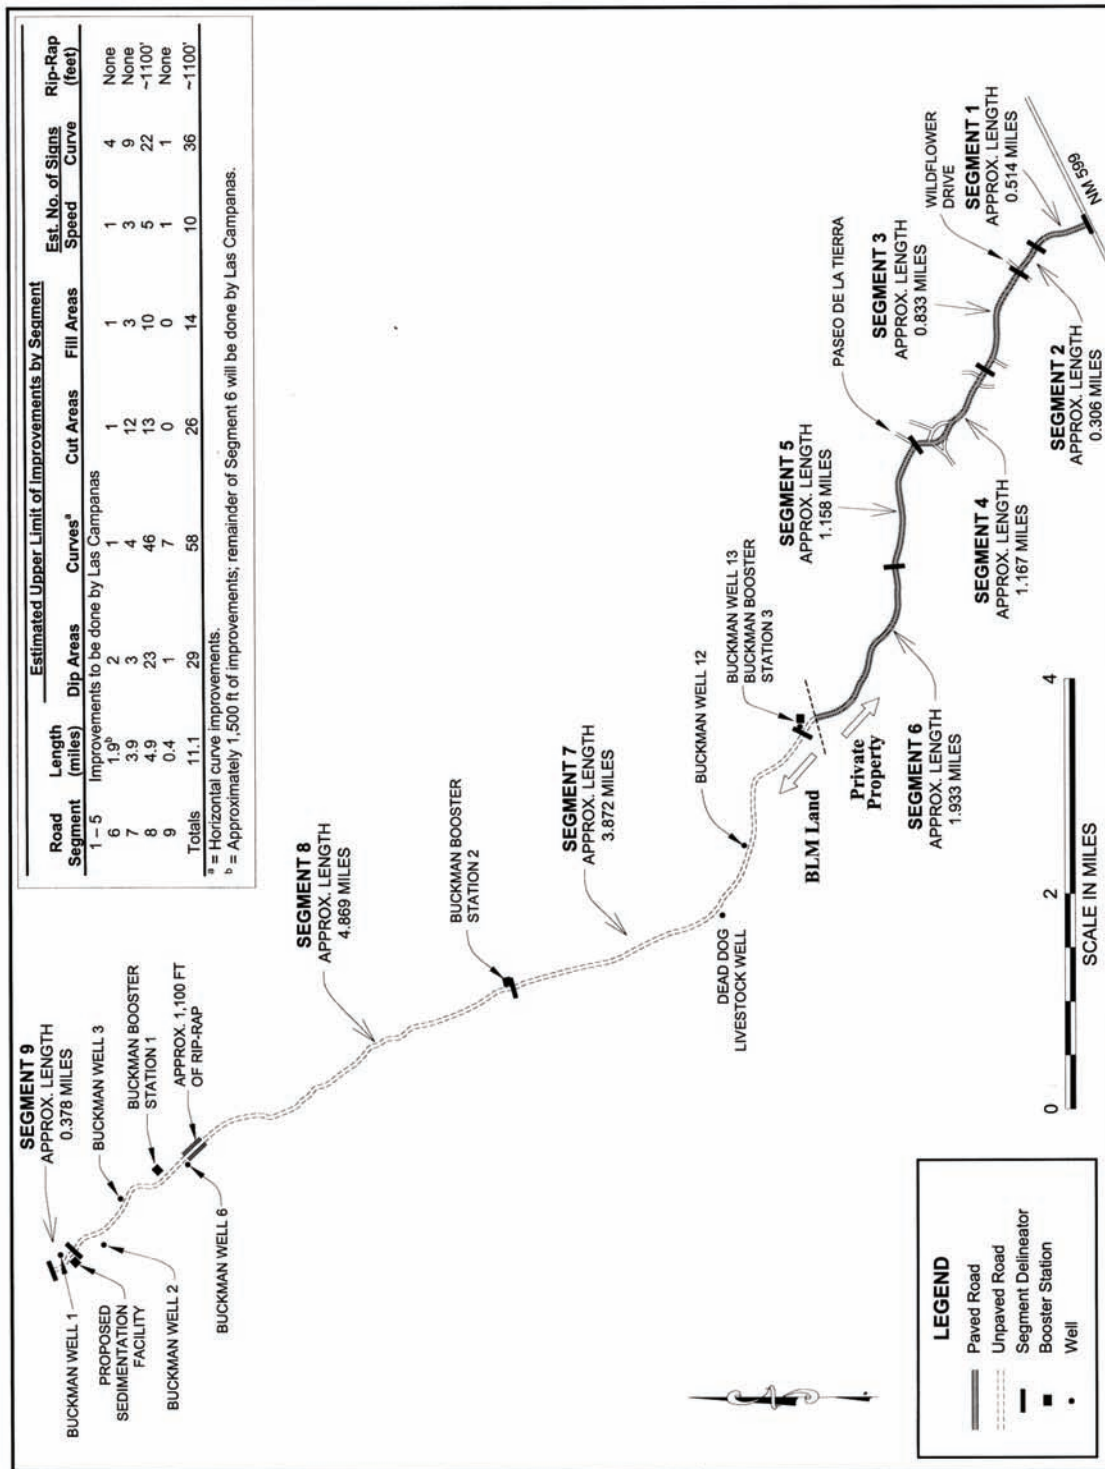 Estimated Upper Limit of Improvements by Segment
Road Segment Length (miles) Dip Areas Curvesᵃ Cut Areas Fill Areas Est. No. of Signs Speed Curve Rip-Rap (feet)
1 – 5 Improvements to be done by Las Campanas
6 1.9ᵇ 2 1 1 1 1 4 None
7 3.9 3 4 12 3 3 9 None
8 4.9 23 46 13 10 5 22 ~1100'
9 0.4 1 7 0 0 1 1 None
Totals 11.1 29 58 26 14 10 36 ~1100'
ᵃ = Horizontal curve improvements.
ᵇ = Approximately 1,500 ft of improvements; remainder of Segment 6 will be done by Las Campanas.
SEGMENT 9
APPROX. LENGTH
0.378 MILES
BUCKMAN WELL 3
BUCKMAN BOOSTER
STATION 1
APPROX. 1,100 FT
OF RIP-RAP
BUCKMAN WELL 1
PROPOSED
SEDIMENTATION
FACILITY
BUCKMAN WELL 2
BUCKMAN WELL 6
SEGMENT 8
APPROX. LENGTH
4.869 MILES
BUCKMAN BOOSTER
STATION 2
SEGMENT 7
APPROX. LENGTH
3.872 MILES
DEAD DOG
LIVESTOCK WELL
BUCKMAN WELL 12
BUCKMAN WELL 13
BUCKMAN BOOSTER
STATION 3
BLM Land
Private
Property
SEGMENT 6
APPROX. LENGTH
1.933 MILES
SEGMENT 5
APPROX. LENGTH
1.158 MILES
PASEO DE LA TIERRA
SEGMENT 4
APPROX. LENGTH
1.167 MILES
SEGMENT 3
APPROX. LENGTH
0.833 MILES
WILDFLOWER
DRIVE
SEGMENT 2
APPROX. LENGTH
0.306 MILES
SEGMENT 1
APPROX. LENGTH
0.514 MILES
NM 599
LEGEND
Paved Road
Unpaved Road
Segment Delineator
Booster Station
Well
0 2 4
SCALE IN MILES